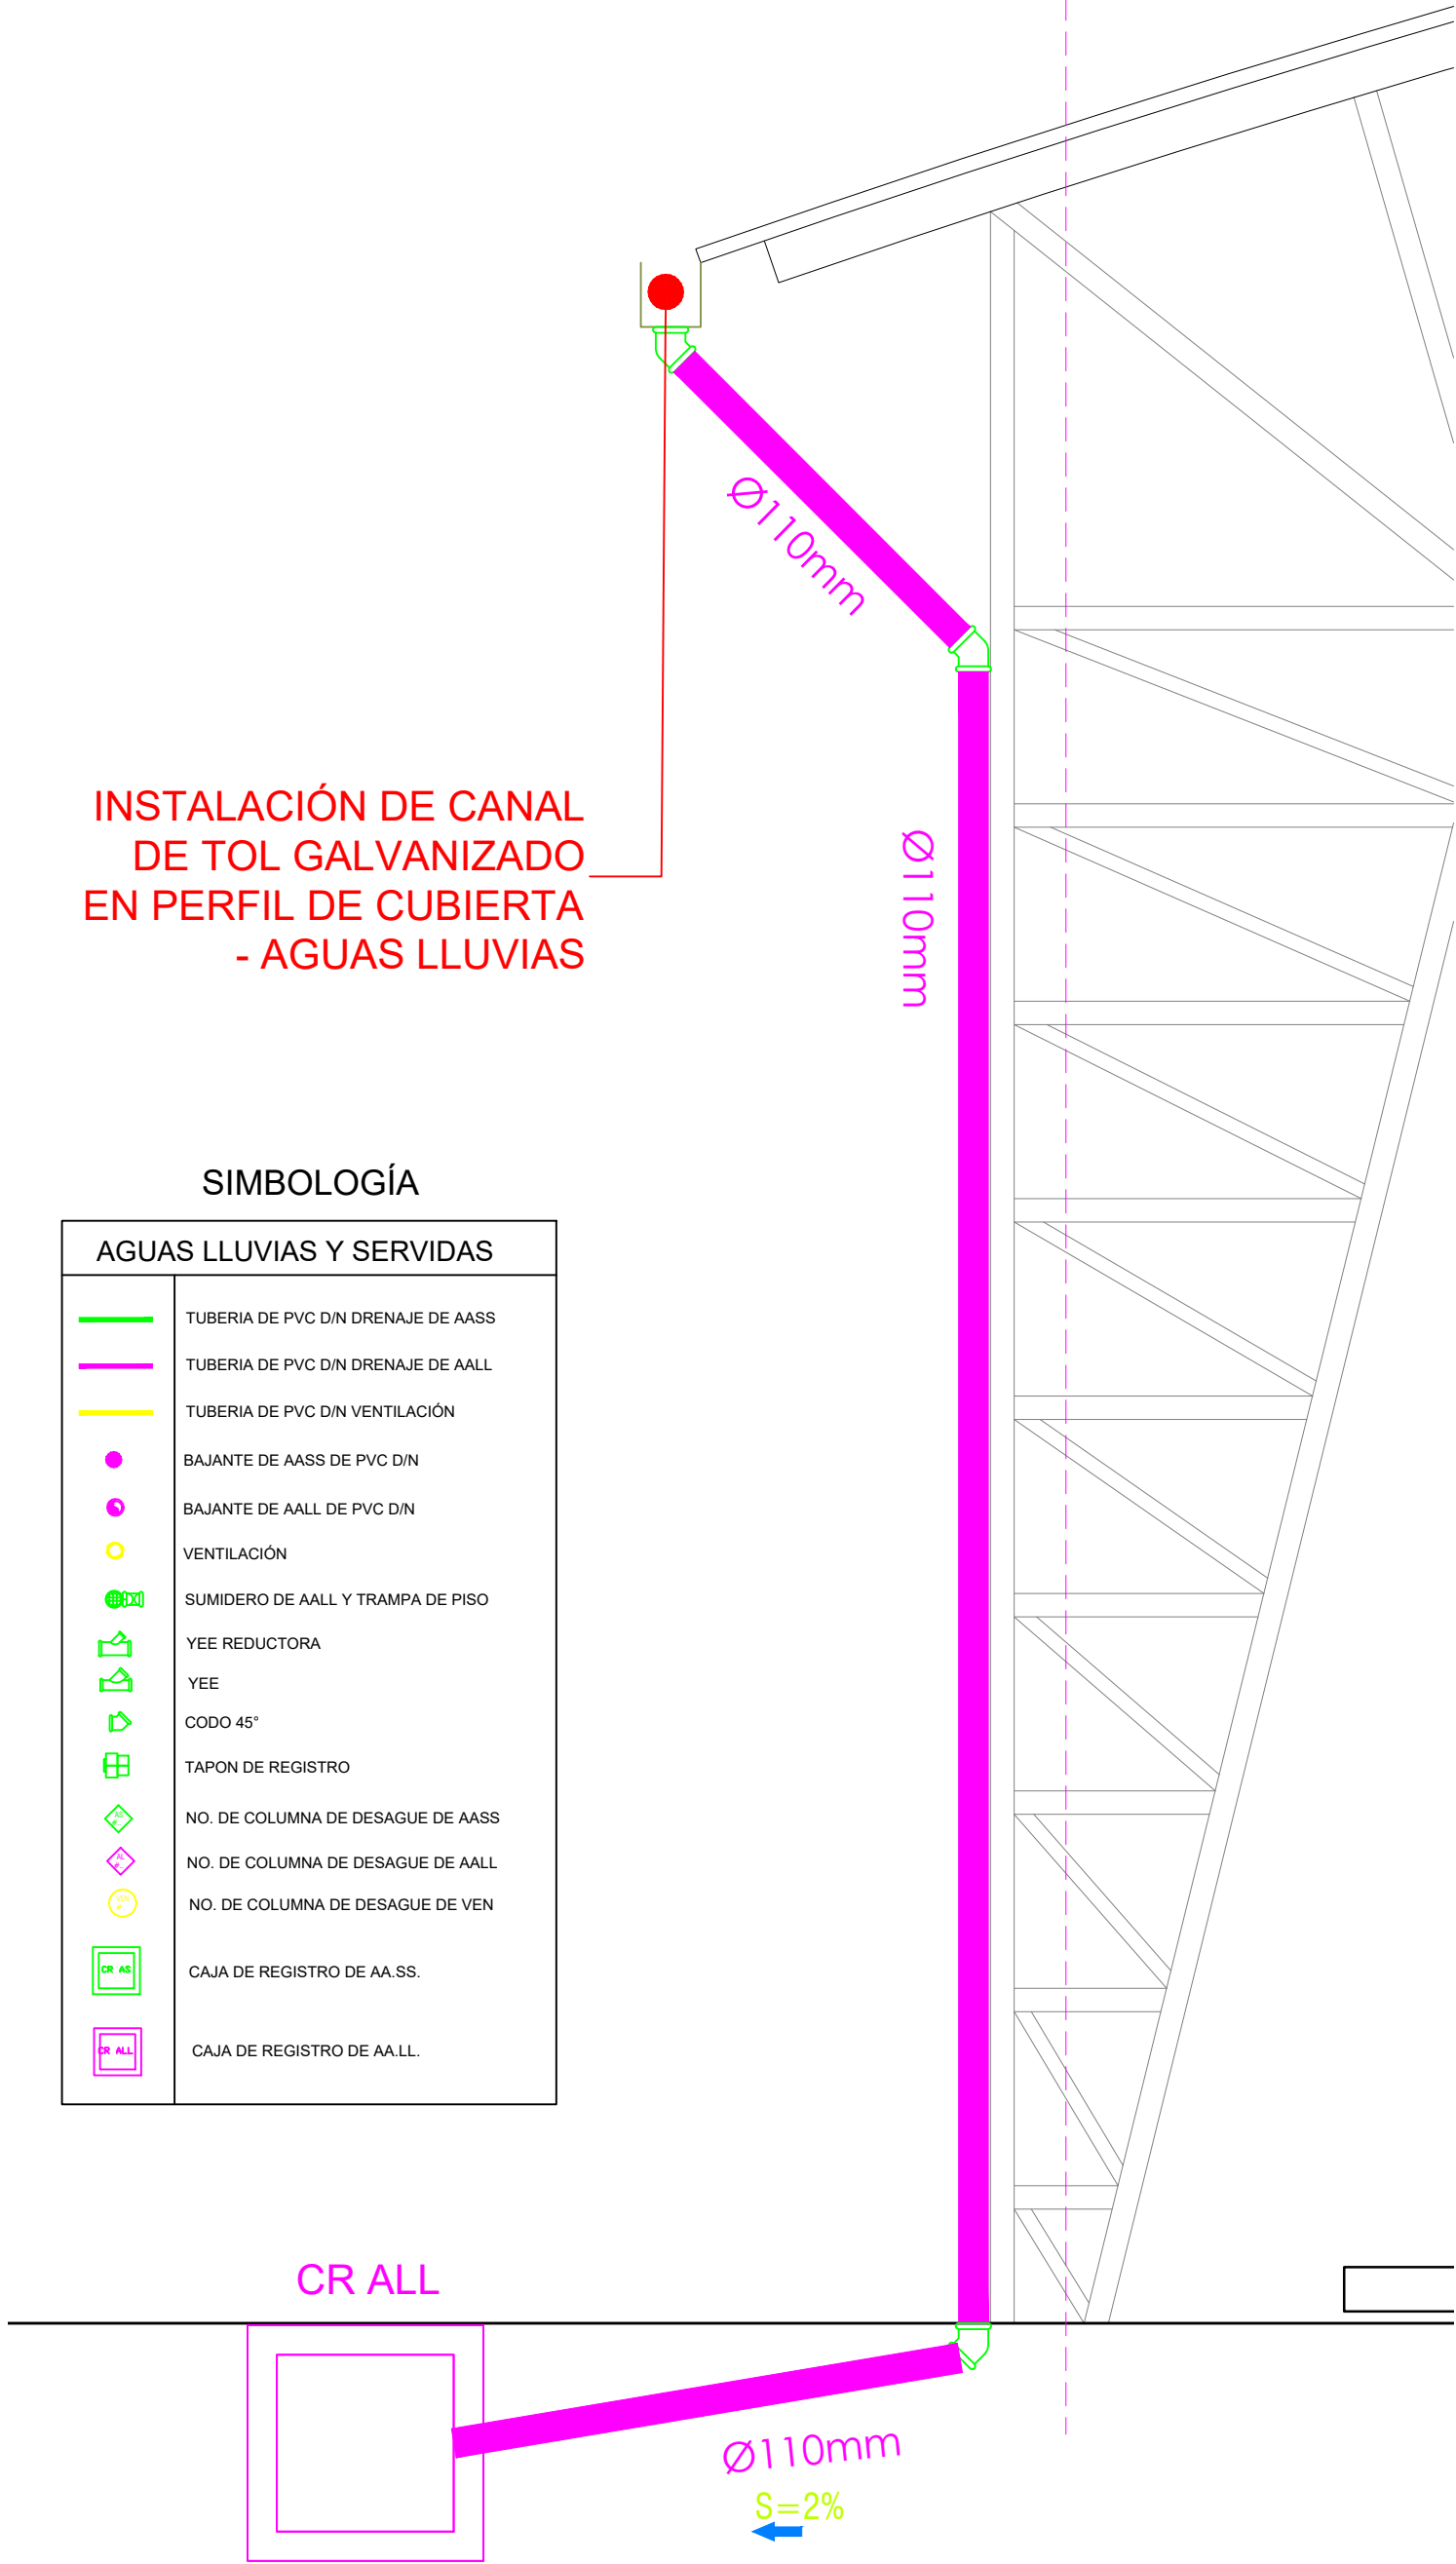 Ø110mm
INSTALACIÓN DE CANAL
DE TOL GALVANIZADO
EN PERFIL DE CUBIERTA
- AGUAS LLUVIAS
Ø110mm
SIMBOLOGÍA
AGUAS LLUVIAS Y SERVIDAS
TUBERIA DE PVC D/N DRENAJE DE AASS
TUBERIA DE PVC D/N DRENAJE DE AALL
TUBERIA DE PVC D/N VENTILACIÓN
BAJANTE DE AASS DE PVC D/N
BAJANTE DE AALL DE PVC D/N
VENTILACIÓN
SUMIDERO DE AALL Y TRAMPA DE PISO
YEE REDUCTORA
YEE
CODO 45°
TAPON DE REGISTRO
AS NO. DE COLUMNA DE DESAGUE DE AASS
AL NO. DE COLUMNA DE DESAGUE DE AALL
NO. DE COLUMNA DE DESAGUE DE VEN
CR AS CAJA DE REGISTRO DE AA.SS.
CR ALL CAJA DE REGISTRO DE AA.LL.
CR ALL
Ø110mm
S=2%